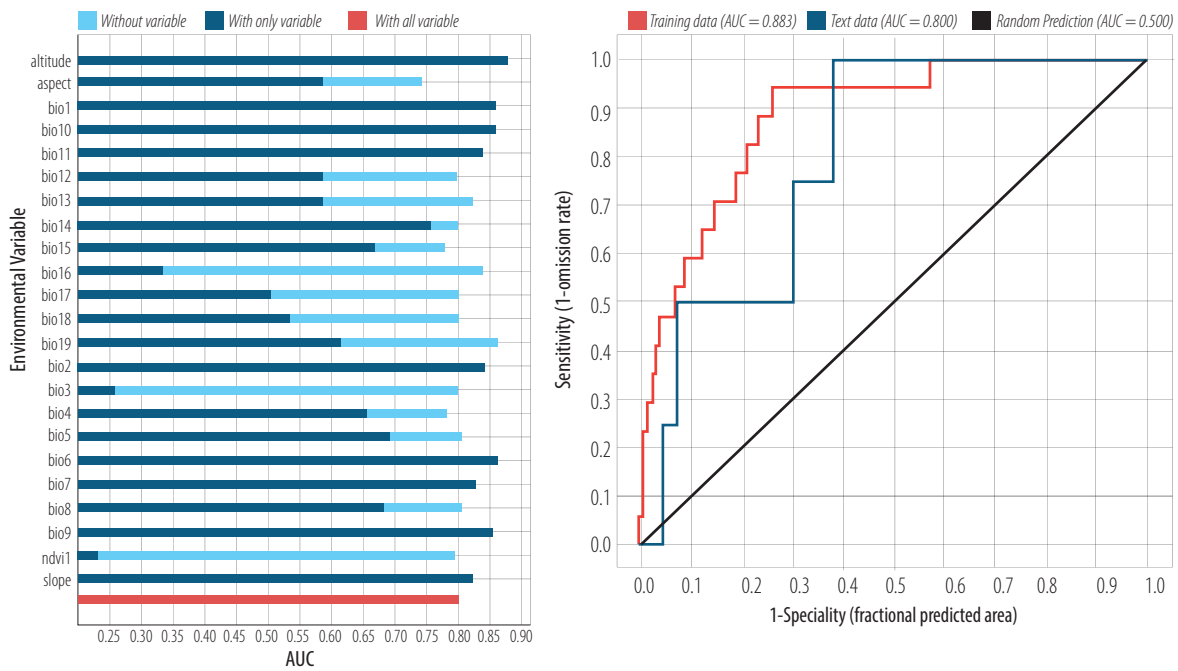 Without variable With only variable With all variable
Environmental Variable
altitude
aspect
bio1
bio10
bio11
bio12
bio13
bio14
bio15
bio16
bio17
bio18
bio19
bio2
bio3
bio4
bio5
bio6
bio7
bio8
bio9
ndvi1
slope
0.25 0.30 0.35 0.40 0.45 0.50 0.55 0.60 0.65 0.70 0.75 0.80 0.85 0.90
AUC
Training data (AUC = 0.883) Text data (AUC = 0.800) Random Prediction (AUC = 0.500)
Sensitivity (1-omission rate)
1.0
0.9
0.8
0.7
0.6
0.5
0.4
0.3
0.2
0.1
0.0
0.0 0.1 0.2 0.3 0.4 0.5 0.6 0.7 0.8 0.9 1.0
1-Speciality (fractional predicted area)